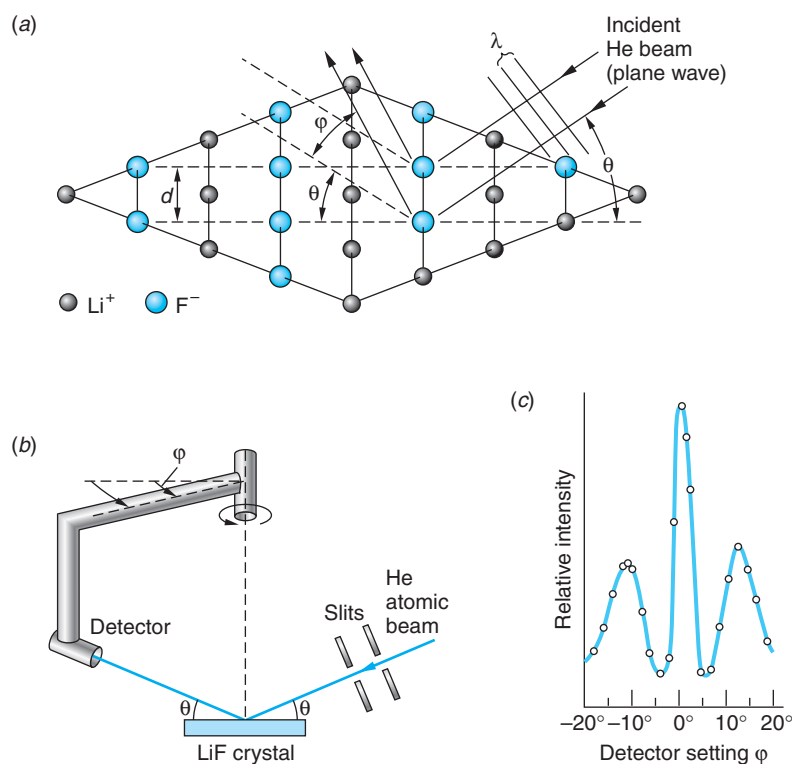 (a)
λ
Incident
He beam
(plane wave)
φ
θ
θ
d
Li+
F−
(b)
φ
Detector
Slits
He
atomic
beam
θ
θ
LiF crystal
(c)
Relative intensity
−20° −10° 0° 10° 20°
Detector setting φ